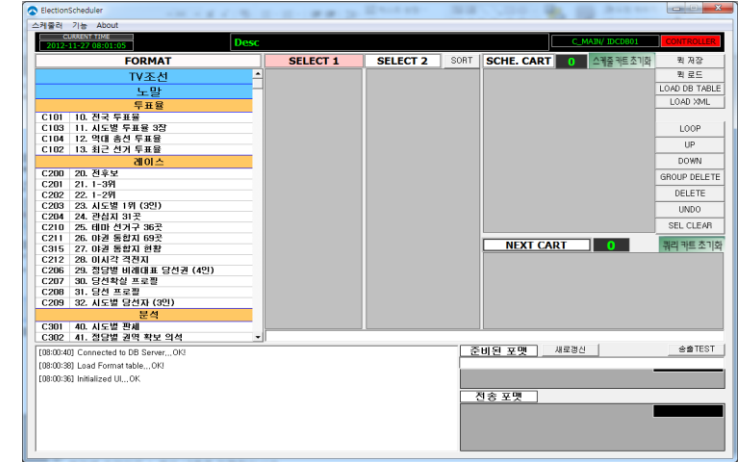 ElectionScheduler
스케줄러 기능 About
CURRENT TIME
2012-11-27 08:01:05
Desc
C_MAIN/ IDCD801
CONTROLLER
FORMAT
SELECT 1
SELECT 2
SORT
SCHE. CART
0
스케줄 카트 초기화
퀵 저장
TV조선
퀵 로드
노말
LOAD DB TABLE
투표율
LOAD XML
C101 10. 전국 투표율
C103 11. 시도별 투표율 3장
LOOP
C104 12. 역대 총선 투표율
UP
C102 13. 최근 선거 투표율
DOWN
레이스
C200 20. 전후보
GROUP DELETE
C201 21. 1-3위
DELETE
C202 22. 1-2위
C203 23. 시도별 1위 (3인)
UNDO
C204 24. 관심지 31곳
SEL CLEAR
C210 25. 테마 선거구 36곳
C211 26. 야권 통합지 69곳
NEXT CART
0
쿼리 카트 초기화
C315 27. 야권 통합지 현황
C212 28. 이시각 격전지
C206 29. 정당별 비례대표 당선권 (4인)
C207 30. 당선확실 프로필
C208 31. 당선 프로필
C209 32. 시도별 당선자 (3인)
분석
C301 40. 시도별 판세
C302 41. 정당별 권역 확보 의석
[08:00:40] Connected to DB Server,,,OK!
[08:00:38] Load Format table,,,OK!
[08:00:36] Initialized UI,,,OK
준비된 포맷
새로갱신
송출TEST
전송 포맷